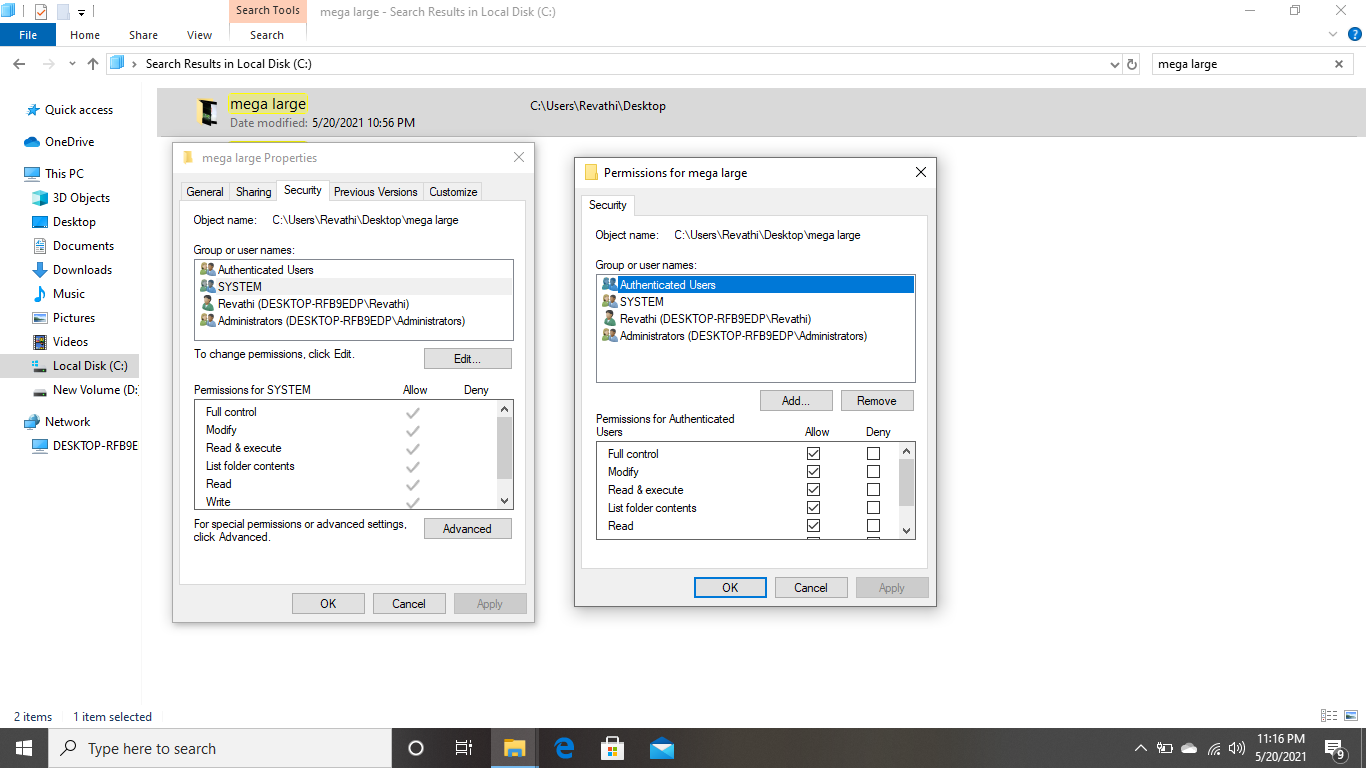 Search Tools
mega large - Search Results in Local Disk (C:)
File Home Share View Search
Search Results in Local Disk (C:)
mega large
Quick access
OneDrive
This PC
3D Objects
Desktop
Documents
Downloads
Music
Pictures
Videos
Local Disk (C:)
New Volume (D:
Network
DESKTOP-RFB9E
mega large
C:\Users\Revathi\Desktop
Date modified: 5/20/2021 10:56 PM
mega large Properties
General Sharing Security Previous Versions Customize
Object name: C:\Users\Revathi\Desktop\mega large
Group or user names:
Authenticated Users
SYSTEM
Revathi (DESKTOP-RFB9EDP\Revathi)
Administrators (DESKTOP-RFB9EDP\Administrators)
To change permissions, click Edit.
Edit...
Permissions for SYSTEM Allow Deny
Full control
Modify
Read & execute
List folder contents
Read
Write
For special permissions or advanced settings,
click Advanced.
Advanced
OK Cancel Apply
Permissions for mega large
Security
Object name: C:\Users\Revathi\Desktop\mega large
Group or user names:
Authenticated Users
SYSTEM
Revathi (DESKTOP-RFB9EDP\Revathi)
Administrators (DESKTOP-RFB9EDP\Administrators)
Add... Remove
Permissions for Authenticated
Users Allow Deny
Full control
Modify
Read & execute
List folder contents
Read
OK Cancel Apply
2 items 1 item selected
Type here to search
11:16 PM
5/20/2021
9